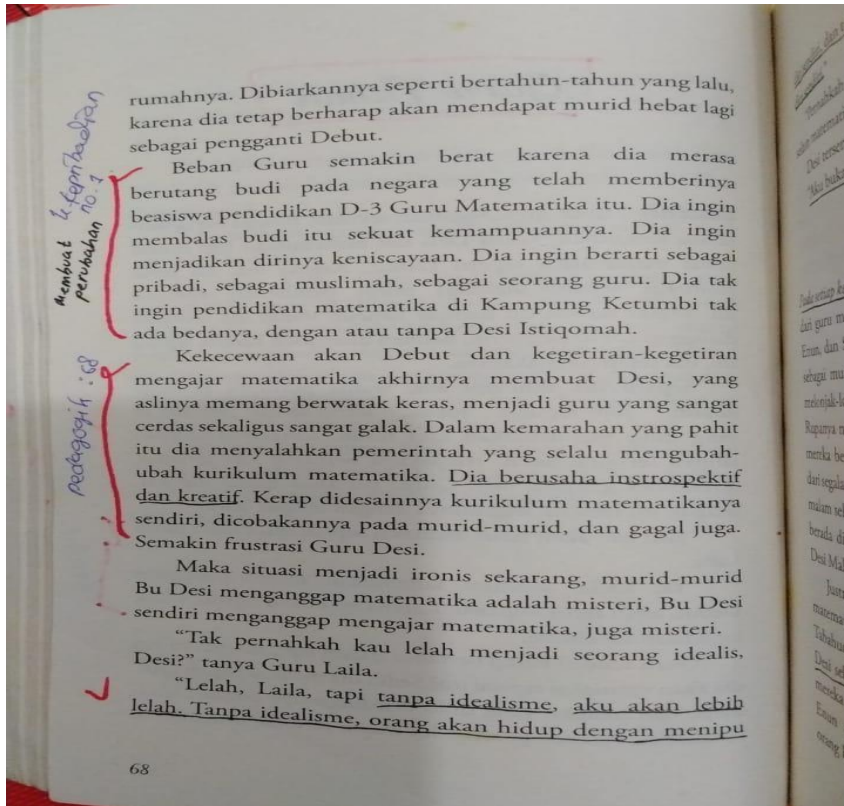 rumahnya. Dibiarkannya seperti bertahun-tahun yang lalu,
karena dia tetap berharap akan mendapat murid hebat lagi
sebagai pengganti Debut.
Beban Guru semakin berat karena dia merasa
berutang budi pada negara yang telah memberinya
beasiswa pendidikan D-3 Guru Matematika itu. Dia ingin
membalas budi itu sekuat kemampuannya. Dia ingin
menjadikan dirinya keniscayaan. Dia ingin berarti sebagai
pribadi, sebagai muslimah, sebagai seorang guru. Dia tak
ingin pendidikan matematika di Kampung Ketumbi tak
ada bedanya, dengan atau tanpa Desi Istiqomah.
Kekecewaan akan Debut dan kegetiran-kegetiran
mengajar matematika akhirnya membuat Desi, yang
aslinya memang berwatak keras, menjadi guru yang sangat
cerdas sekaligus sangat galak. Dalam kemarahan yang pahit
itu dia menyalahkan pemerintah yang selalu mengubah-
ubah kurikulum matematika. Dia berusaha instrospektif
dan kreatif. Kerap didesainnya kurikulum matematikanya
sendiri, dicobakannya pada murid-murid, dan gagal juga.
Semakin frustrasi Guru Desi.
Maka situasi menjadi ironis sekarang, murid-murid
Bu Desi menganggap matematika adalah misteri, Bu Desi
sendiri menganggap mengajar matematika, juga misteri.
“Tak pernahkah kau lelah menjadi seorang idealis,
Desi?” tanya Guru Laila.
“Lelah, Laila, tapi tanpa idealisme, aku akan lebih
lelah. Tanpa idealisme, orang akan hidup dengan menipu
68
k. kepribadian
no. 1
Membuat
perubahan
Pedagogik : 68